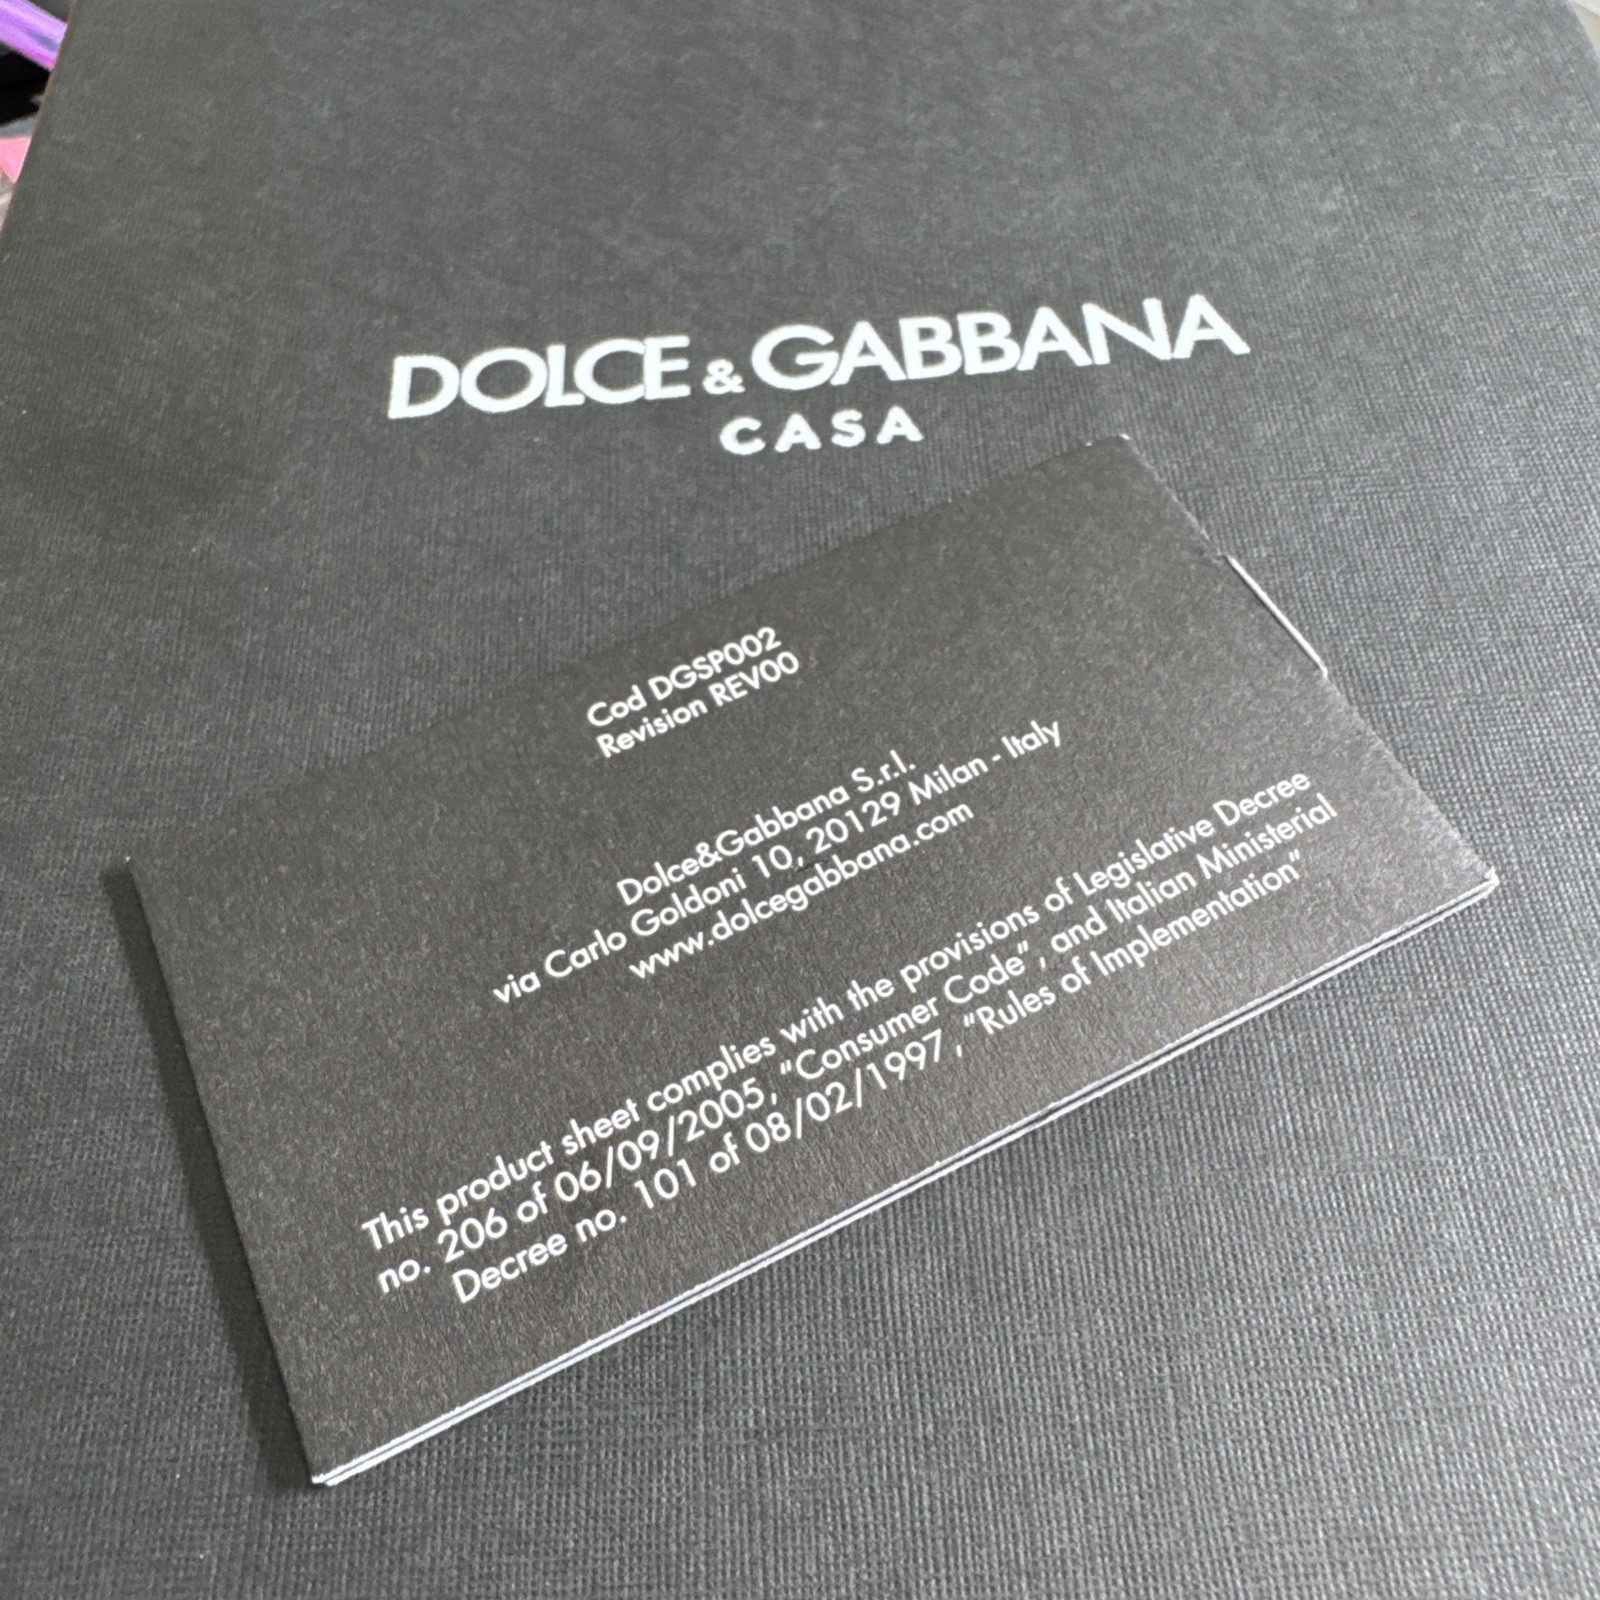 DOLCE & GABBANA
CASA
Cod DGSP002
Revision REV00
Dolce&Gabbana S.r.l.
via Carlo Goldoni 10, 20129 Milan - Italy
www.dolcegabbana.com
This product sheet complies with the provisions of Legislative Decree
no. 206 of 06/09/2005, “Consumer Code”, and Italian Ministerial
Decree no. 101 of 08/02/1997, “Rules of Implementation”